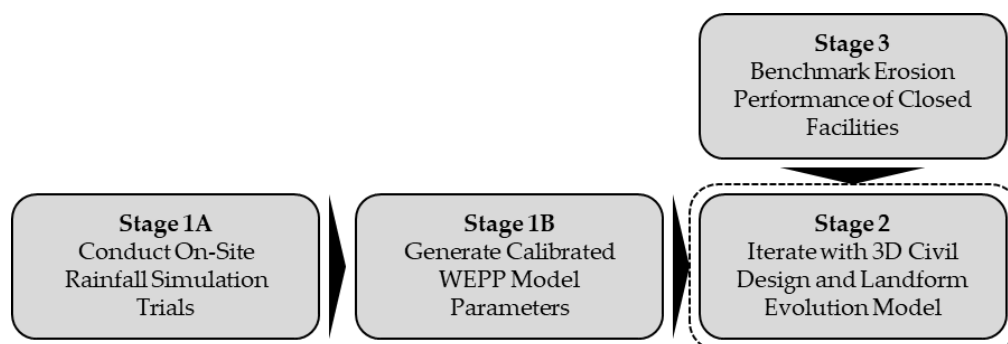 Stage 3
Benchmark Erosion
Performance of Closed
Facilities
Stage 1A
Conduct On-Site
Rainfall Simulation
Trials
Stage 1B
Generate Calibrated
WEPP Model
Parameters
Stage 2
Iterate with 3D Civil
Design and Landform
Evolution Model